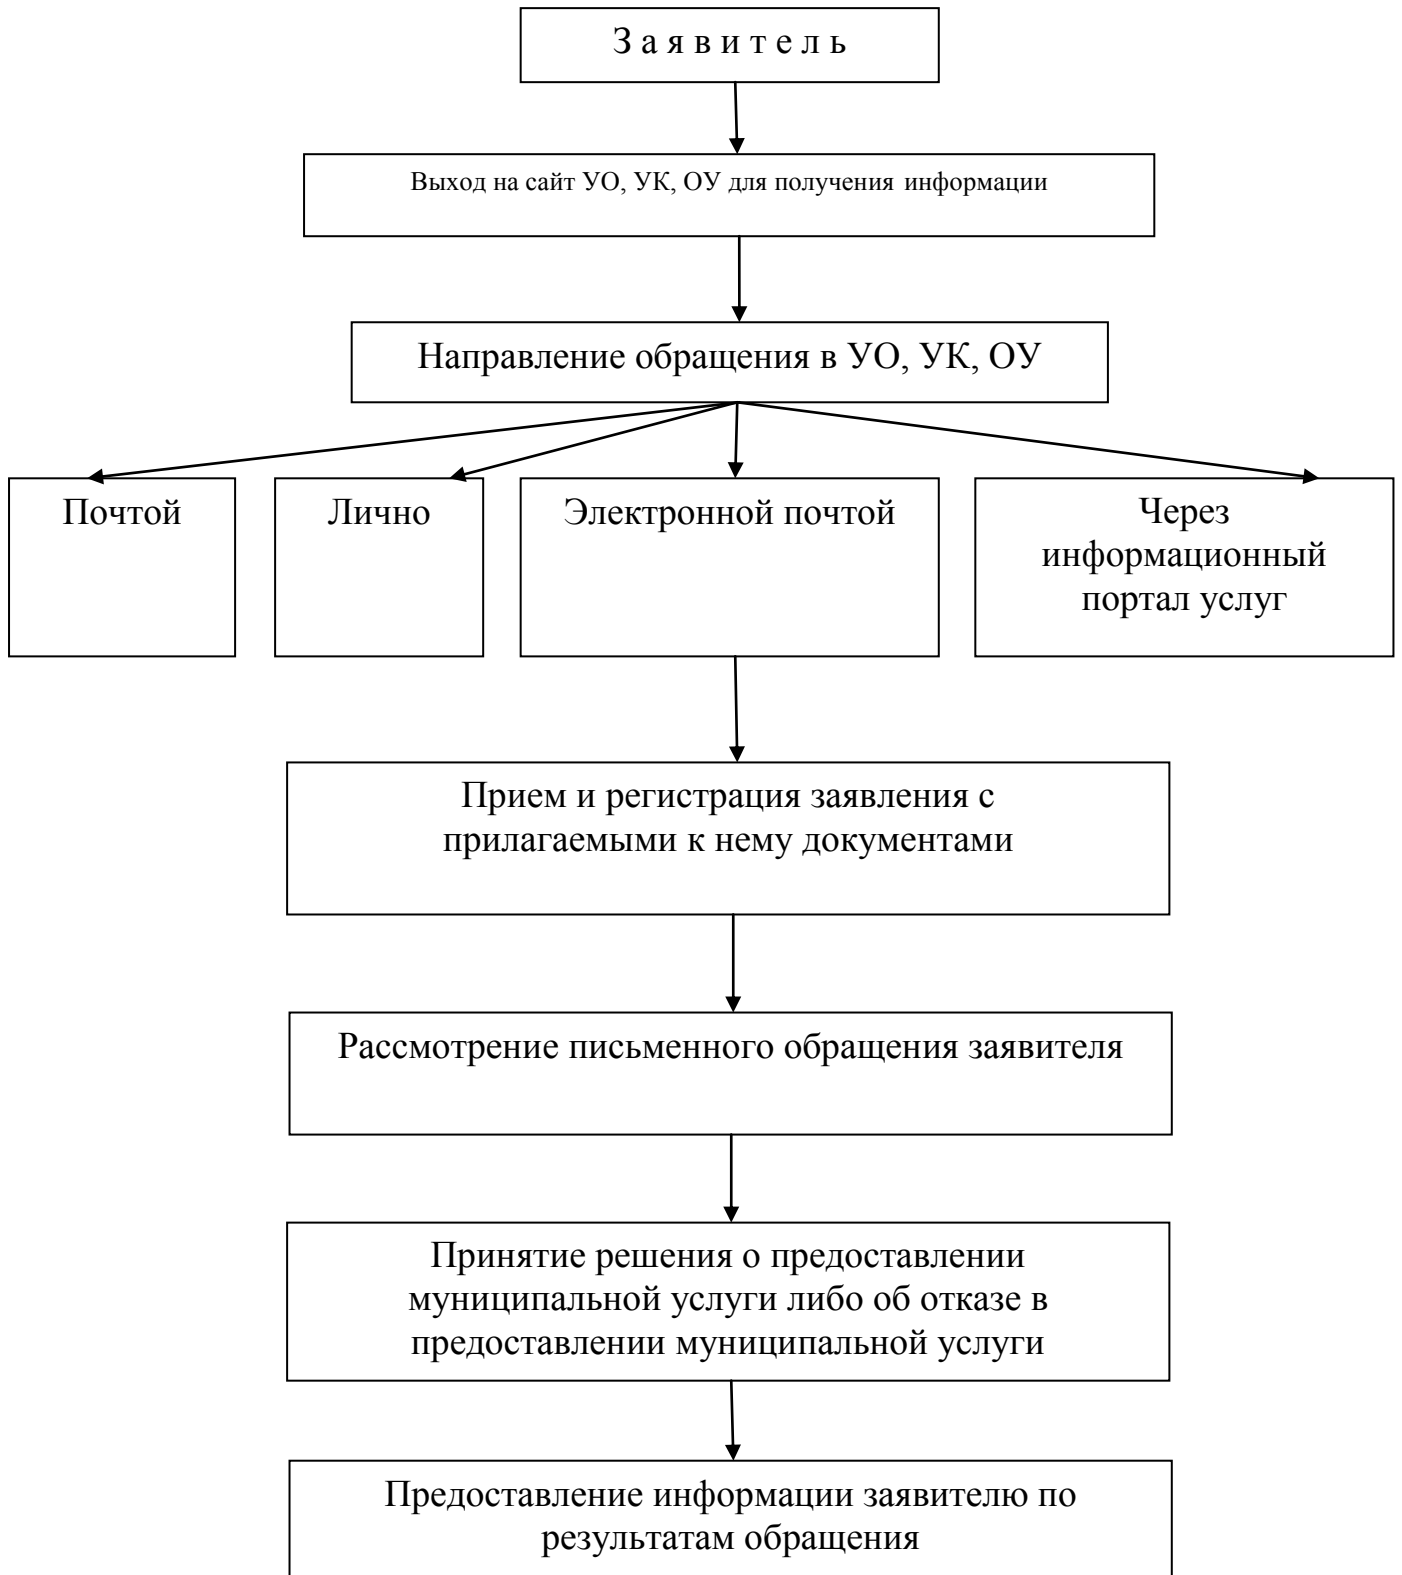 З а я в и т е л ь
Выход на сайт УО, УК, ОУ для получения информации
Направление обращения в УО, УК, ОУ
Почтой
Лично
Электронной почтой
Через
информационный
портал услуг
Прием и регистрация заявления с
прилагаемыми к нему документами
Рассмотрение письменного обращения заявителя
Принятие решения о предоставлении
муниципальной услуги либо об отказе в
предоставлении муниципальной услуги
Предоставление информации заявителю по
результатам обращения